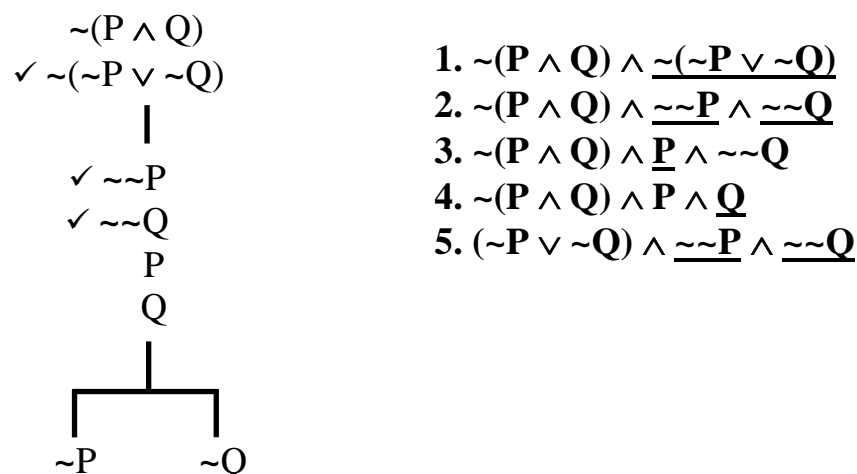 ~(P ∧ Q)
✓ ~(~P ∨ ~Q)
✓ ~~P
✓ ~~Q
P
Q
~P ~Q
1. ~(P ∧ Q) ∧ ~(~P ∨ ~Q)
2. ~(P ∧ Q) ∧ ~~P ∧ ~~Q
3. ~(P ∧ Q) ∧ P ∧ ~~Q
4. ~(P ∧ Q) ∧ P ∧ Q
5. (~P ∨ ~Q) ∧ ~~P ∧ ~~Q